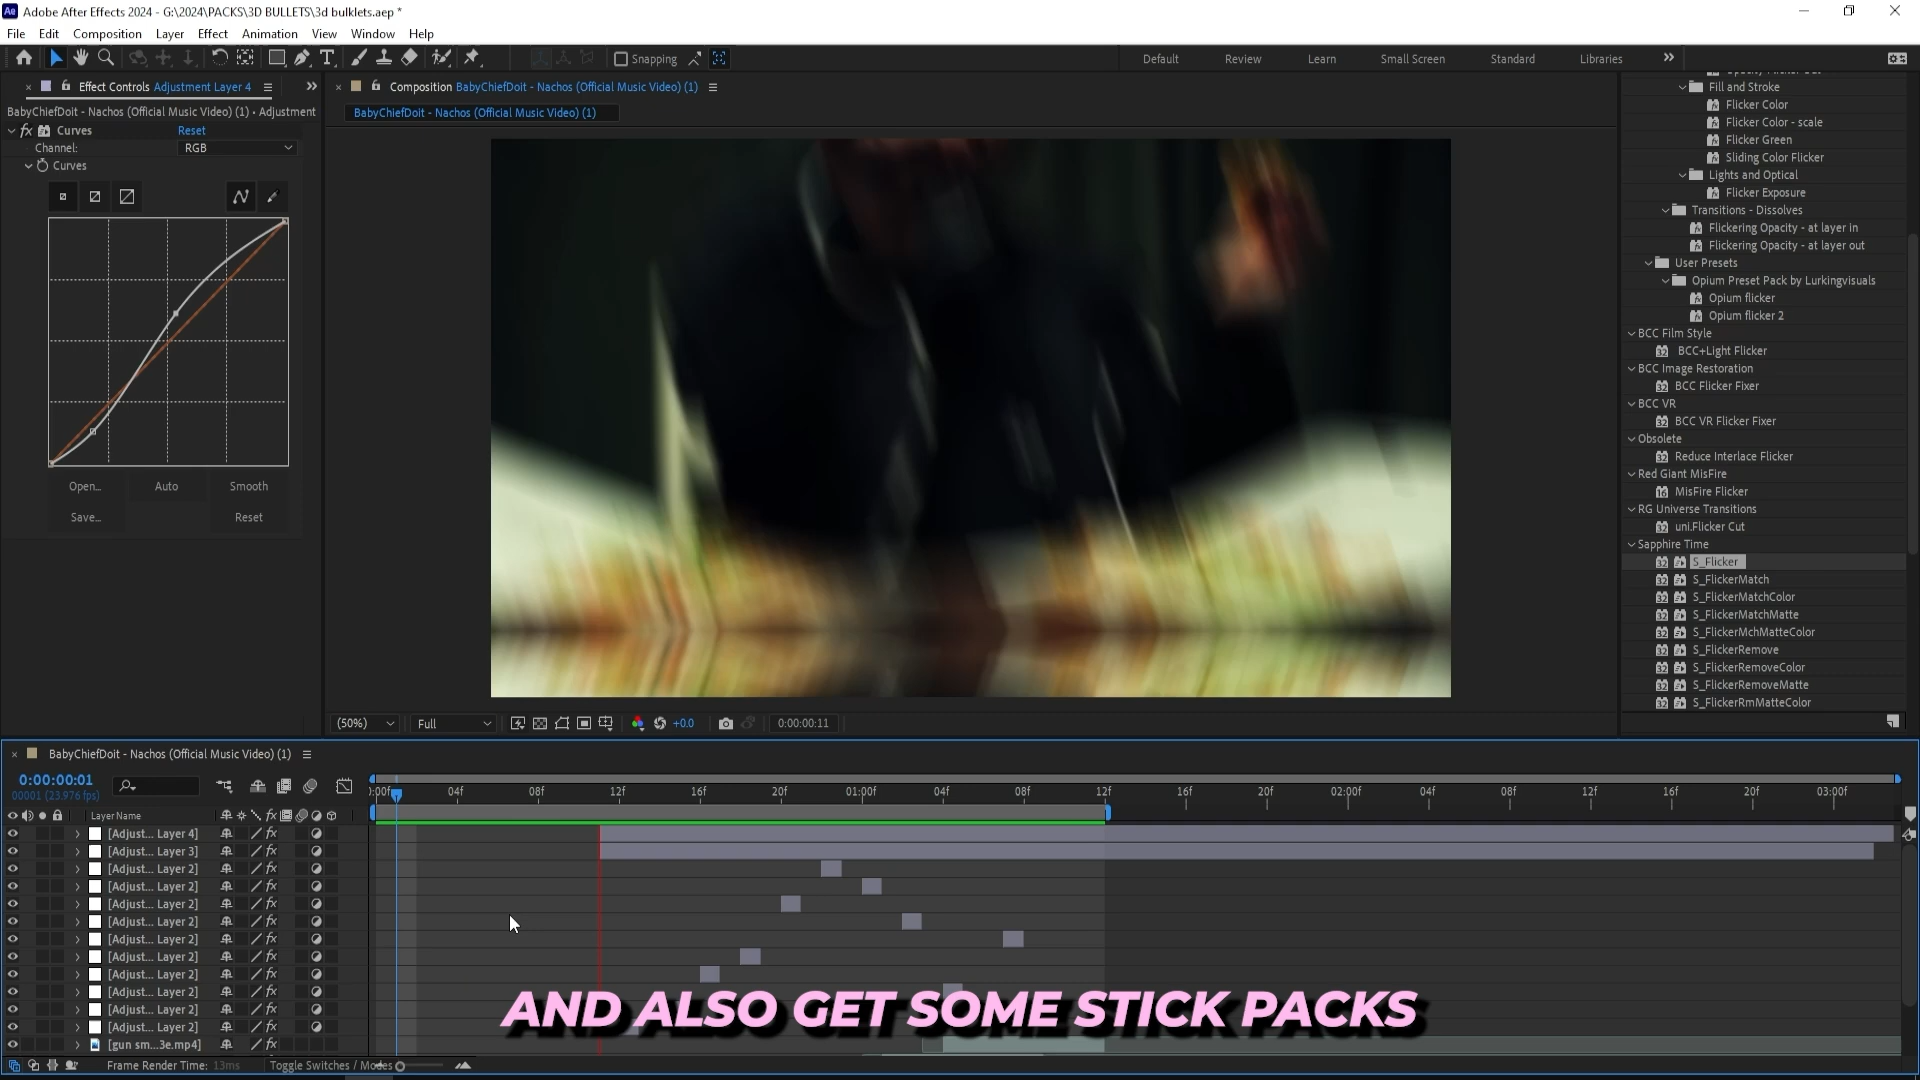 Adobe After Effects 2024 - G:\2024\PACKS\3D BULLETS\3d bulklets.aep *
File Edit Composition Layer Effect Animation View Window Help
Snapping
Default Review Learn Small Screen Standard Libraries
Effect Controls Adjustment Layer 4
BabyChiefDoit - Nachos (Official Music Video) (1) • Adjustment
fx Curves Reset
Channel: RGB
Curves
Open... Auto Smooth
Save... Reset
Composition BabyChiefDoit - Nachos (Official Music Video) (1)
BabyChiefDoit - Nachos (Official Music Video) (1)
(50%) Full +0.0 0:00:00:11
Fill and Stroke
Flicker Color
Flicker Color - scale
Flicker Green
Sliding Color Flicker
Lights and Optical
Flicker Exposure
Transitions - Dissolves
Flickering Opacity - at layer in
Flickering Opacity - at layer out
User Presets
Opium Preset Pack by Lurkingvisuals
Opium flicker
Opium flicker 2
BCC Film Style
BCC+Light Flicker
BCC Image Restoration
BCC Flicker Fixer
BCC VR
BCC VR Flicker Fixer
Obsolete
Reduce Interlace Flicker
Red Giant MisFire
MisFire Flicker
RG Universe Transitions
uni.Flicker Cut
Sapphire Time
S_Flicker
S_FlickerMatch
S_FlickerMatchColor
S_FlickerMatchMatte
S_FlickerMchMatteColor
S_FlickerRemove
S_FlickerRemoveColor
S_FlickerRemoveMatte
S_FlickerRmMatteColor
BabyChiefDoit - Nachos (Official Music Video) (1)
0:00:00:01
00001 (23.976 fps)
):00f 04f 08f 12f 16f 20f 01:00f 04f 08f 12f 16f 20f 02:00f 04f 08f 12f 16f 20f 03:00f
Layer Name
[Adjust... Layer 4]
[Adjust... Layer 3]
[Adjust... Layer 2]
[Adjust... Layer 2]
[Adjust... Layer 2]
[Adjust... Layer 2]
[Adjust... Layer 2]
[Adjust... Layer 2]
[Adjust... Layer 2]
[Adjust... Layer 2]
[Adjust... Layer 2]
[Adjust... Layer 2]
[gun sm...3e.mp4]
AND ALSO GET SOME STICK PACKS
Frame Render Time: 13ms Toggle Switches / Modes